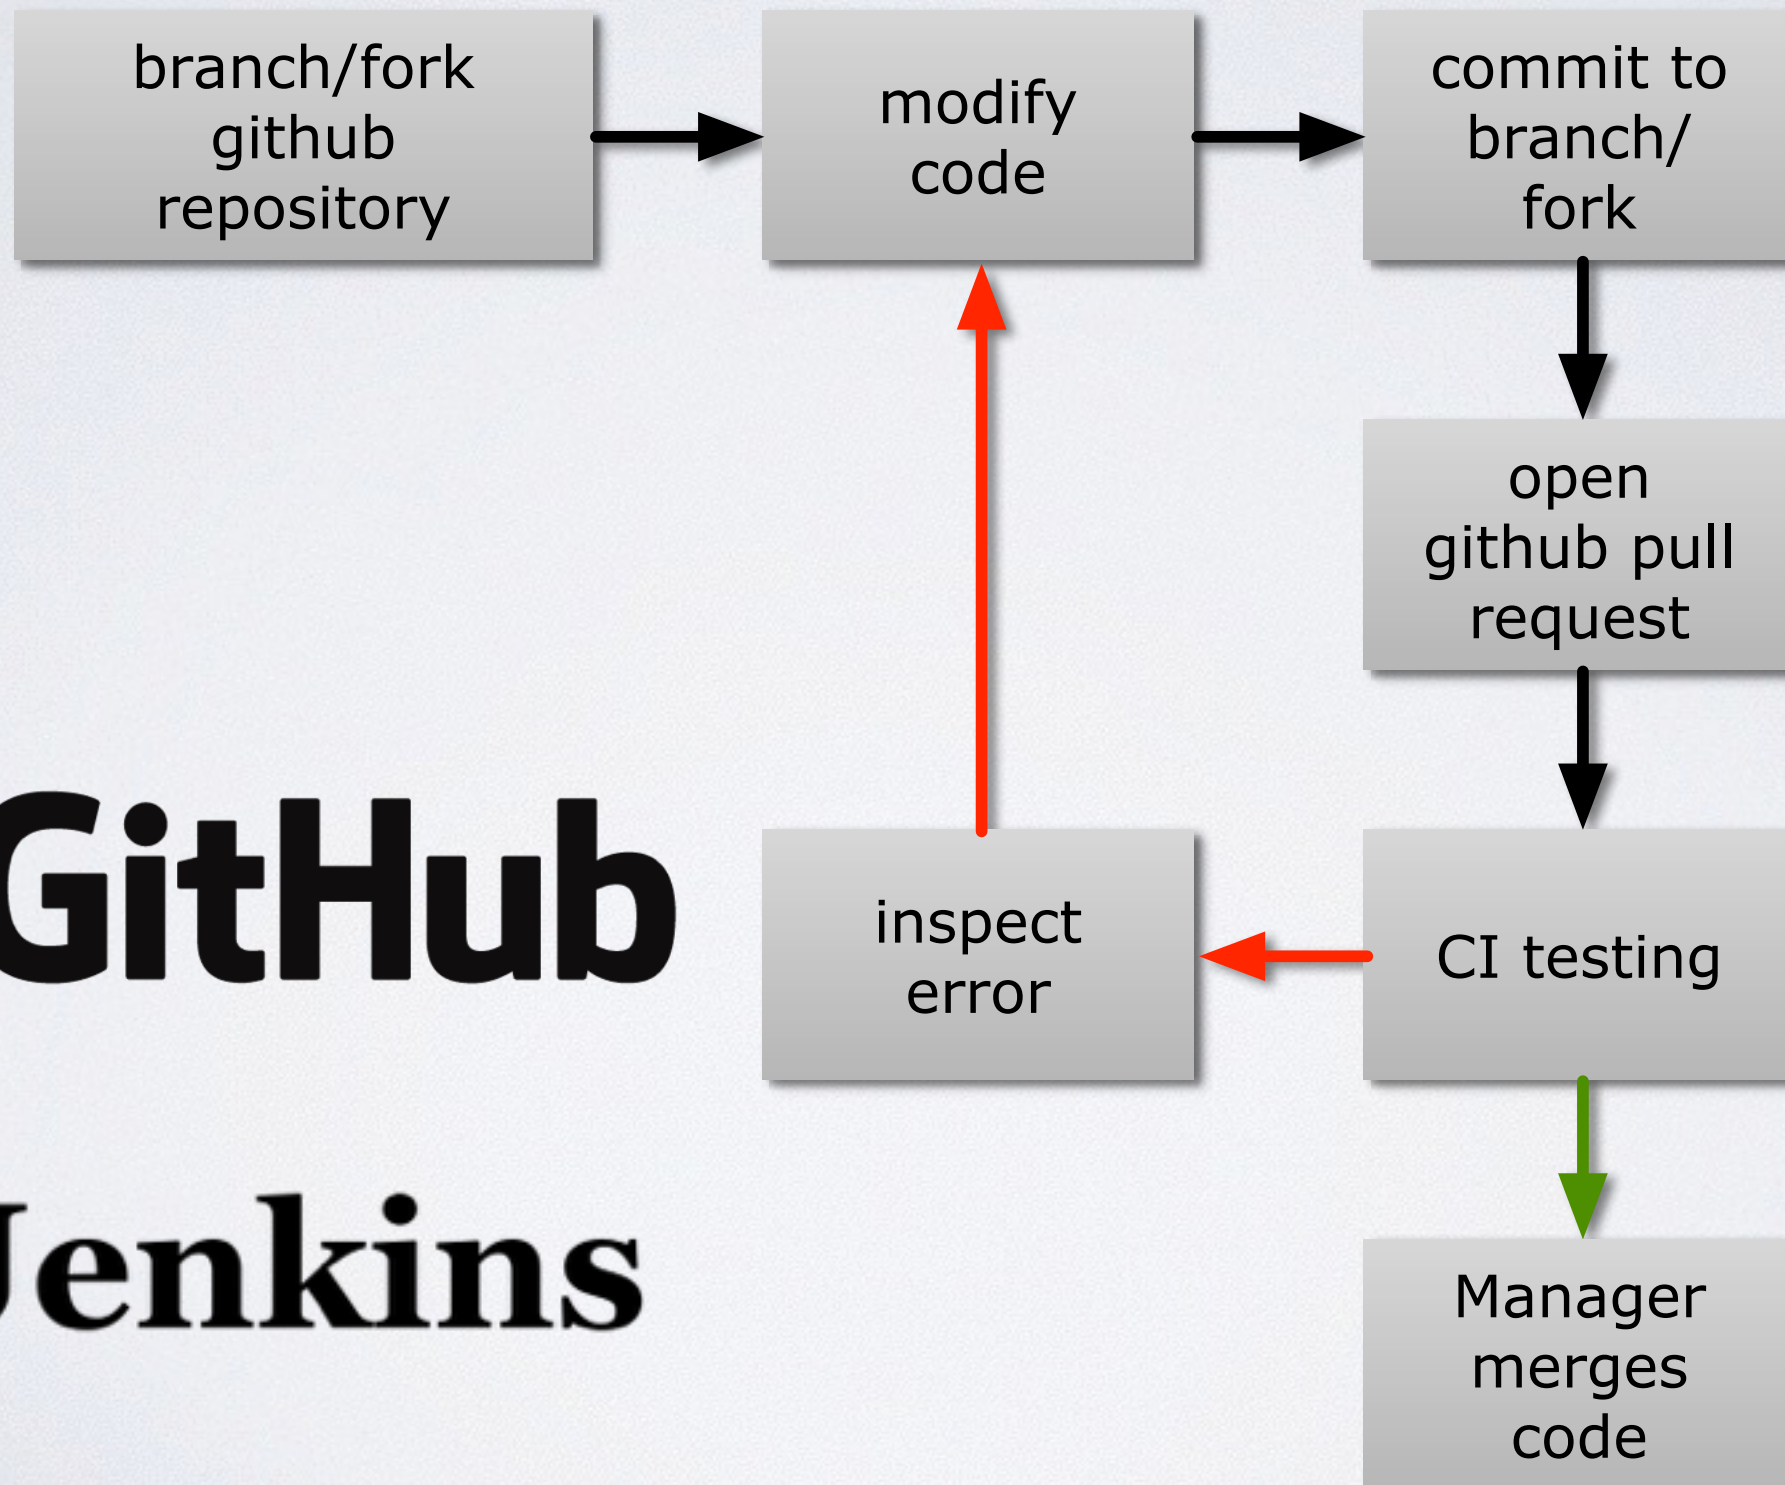 branch/fork
github
repository
modify
code
commit to
branch/
fork
open
github pull
request
GitHub
inspect
error
CI testing
Jenkins
Manager
merges
code